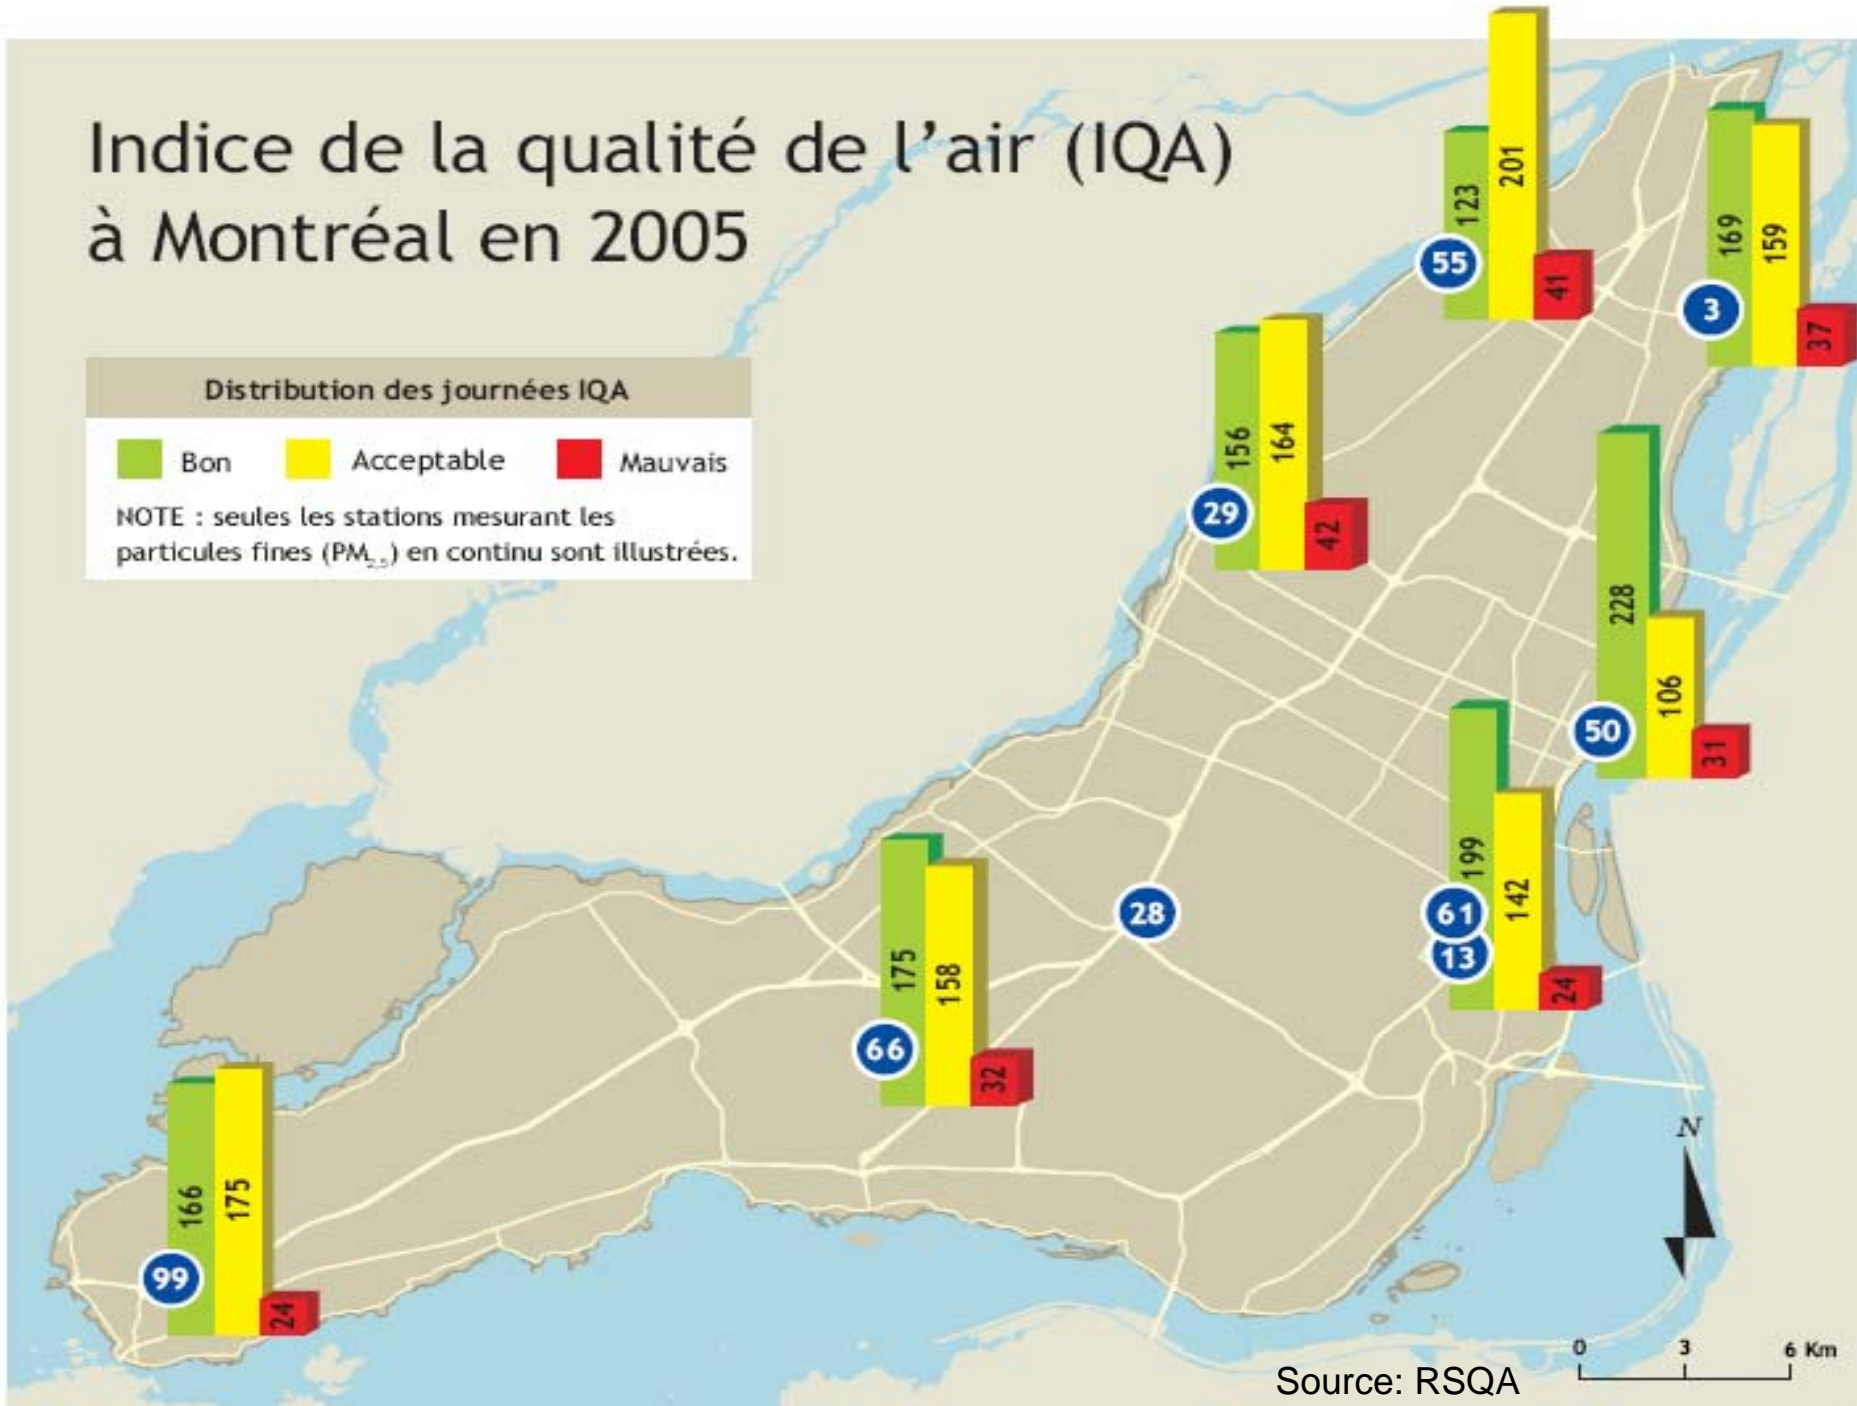 Indice de la qualité de l'air (IQA)
à Montréal en 2005
Distribution des journées IQA
Bon Acceptable Mauvais
NOTE : seules les stations mesurant les
particules fines (PM2,5) en continu sont illustrées.
55 123 201 41
3 169 159 37
29 156 164 42
50 228 106 31
61 13 199 142 24
28
66 175 158 32
99 166 175 24
N
0 3 6 Km
Source: RSQA